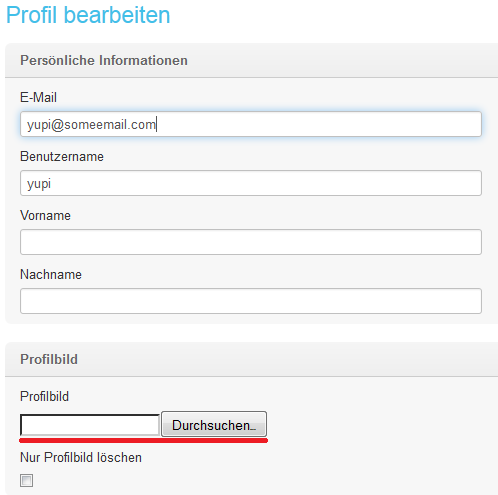 Profil bearbeiten
Persönliche Informationen
E-Mail
yupi@someemail.com
Benutzername
yupi
Vorname
Nachname
Profilbild
Profilbild
Durchsuchen...
Nur Profilbild löschen